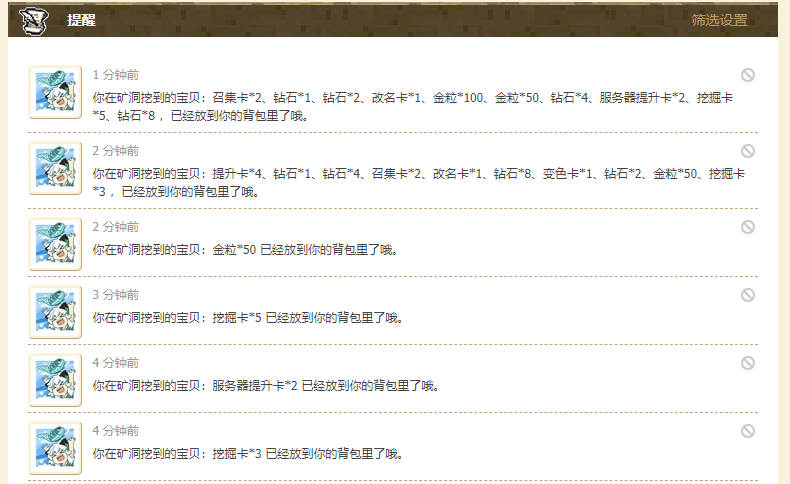 提醒
筛选设置
1 分钟前
你在矿洞挖到的宝贝：召集卡*2、钻石*1、钻石*2、改名卡*1、金粒*100、金粒*50、钻石*4、服务器提升卡*2、挖掘卡
*5、钻石*8 ，已经放到你的背包里了哦。
2 分钟前
你在矿洞挖到的宝贝：提升卡*4、钻石*1、钻石*4、召集卡*2、改名卡*1、钻石*8、变色卡*1、钻石*2、金粒*50、挖掘卡
*3 ，已经放到你的背包里了哦。
2 分钟前
你在矿洞挖到的宝贝：金粒*50 已经放到你的背包里了哦。
3 分钟前
你在矿洞挖到的宝贝：挖掘卡*5 已经放到你的背包里了哦。
4 分钟前
你在矿洞挖到的宝贝：服务器提升卡*2 已经放到你的背包里了哦。
4 分钟前
你在矿洞挖到的宝贝：挖掘卡*3 已经放到你的背包里了哦。